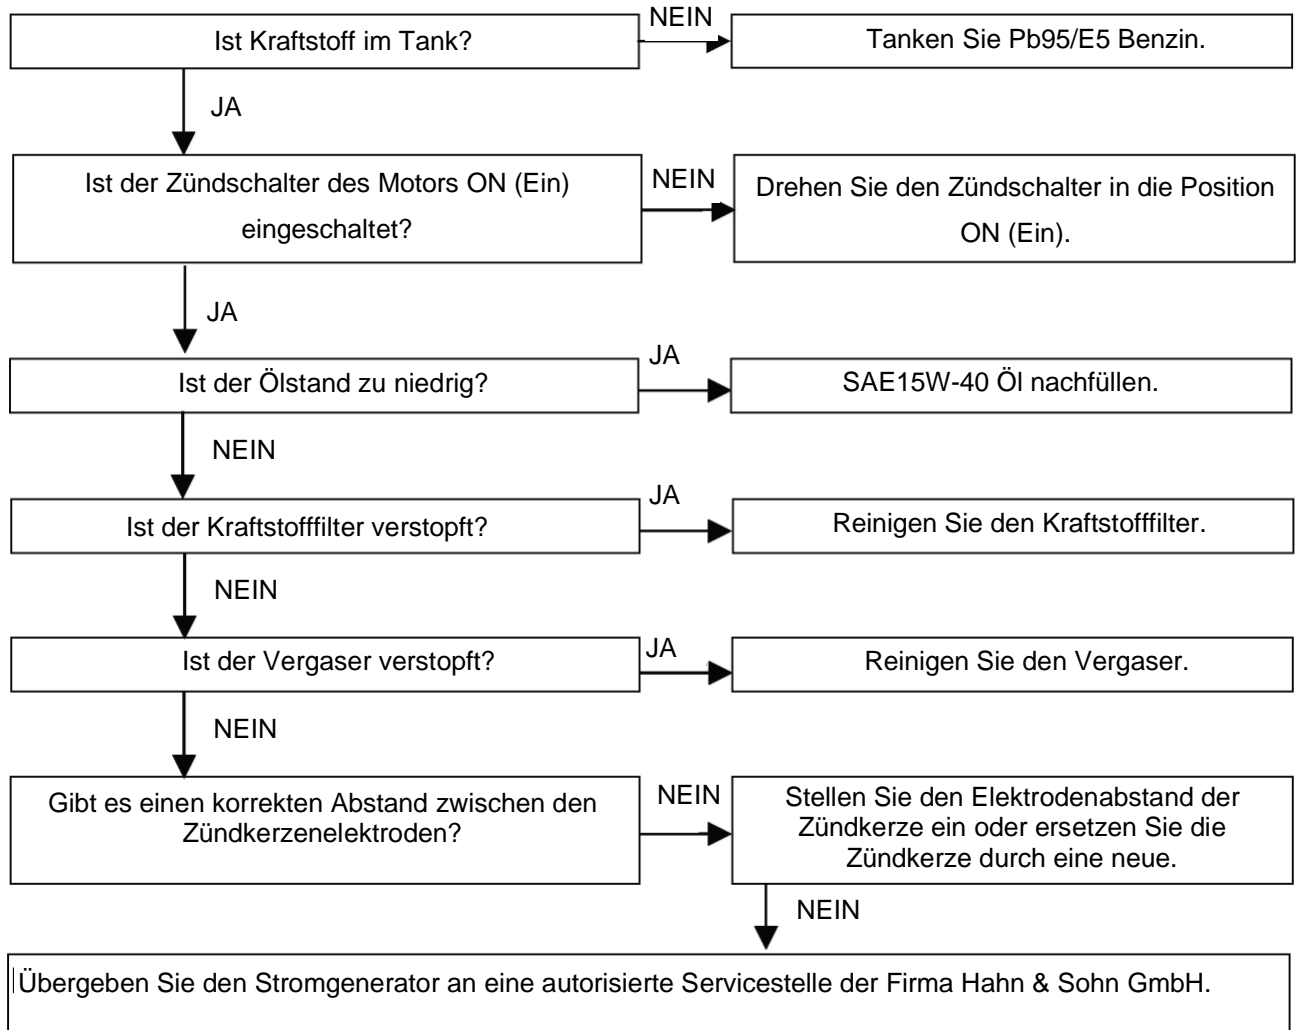 Ist Kraftstoff im Tank?
NEIN
Tanken Sie Pb95/E5 Benzin.
JA
Ist der Zündschalter des Motors ON (Ein)
eingeschaltet?
NEIN
Drehen Sie den Zündschalter in die Position
ON (Ein).
JA
Ist der Ölstand zu niedrig?
JA
SAE15W-40 Öl nachfüllen.
NEIN
Ist der Kraftstofffilter verstopft?
JA
Reinigen Sie den Kraftstofffilter.
NEIN
Ist der Vergaser verstopft?
JA
Reinigen Sie den Vergaser.
NEIN
Gibt es einen korrekten Abstand zwischen den
Zündkerzenelektroden?
NEIN
Stellen Sie den Elektrodenabstand der
Zündkerze ein oder ersetzen Sie die
Zündkerze durch eine neue.
NEIN
Übergeben Sie den Stromgenerator an eine autorisierte Servicestelle der Firma Hahn & Sohn GmbH.